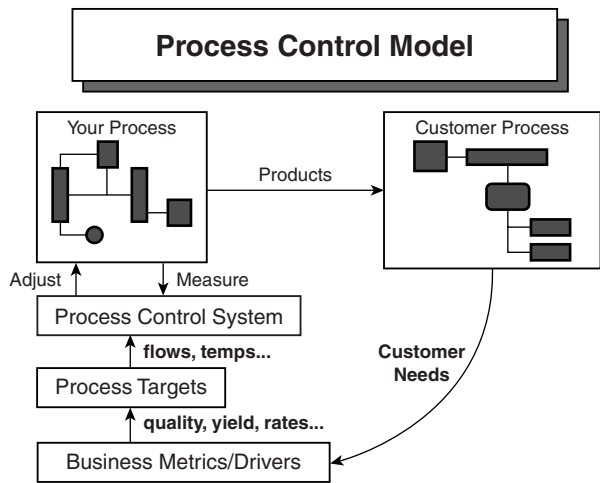 Process Control Model
Your Process
Customer Process
Products
Adjust
Measure
Process Control System
flows, temps...
Customer
Needs
Process Targets
quality, yield, rates...
Business Metrics/Drivers